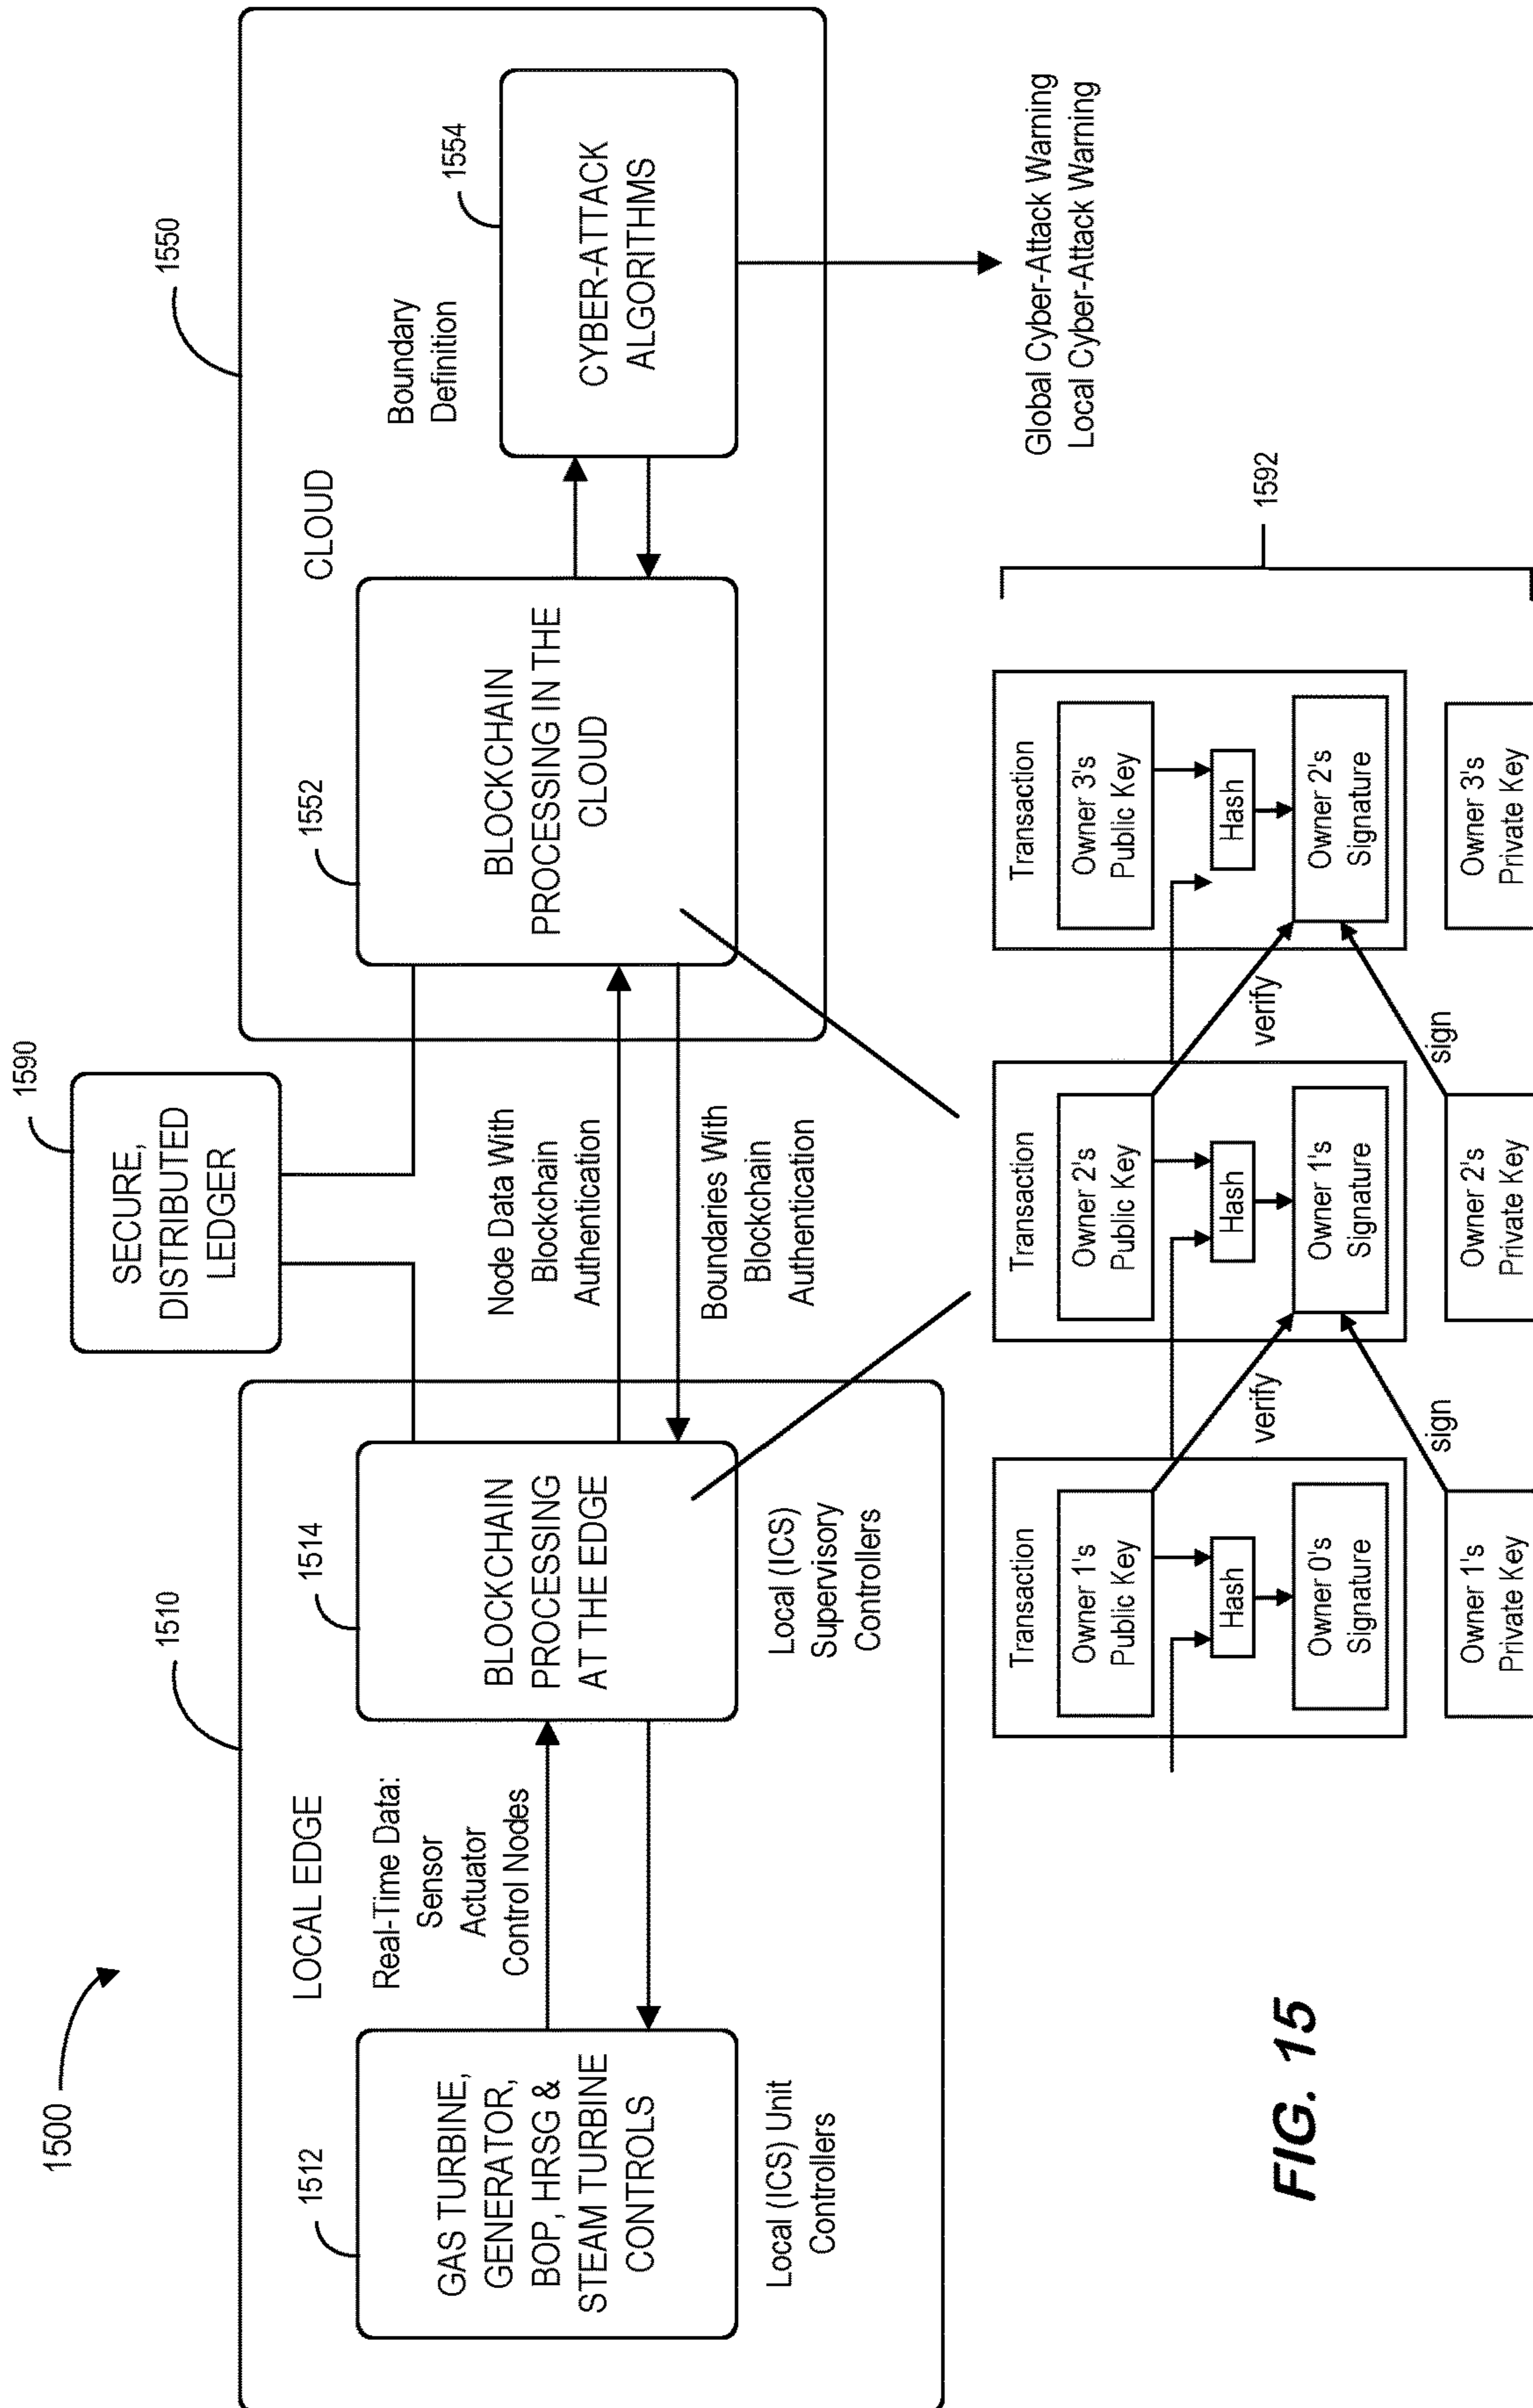 1500
1510
LOCAL EDGE
1512
GAS TURBINE,
GENERATOR,
BOP, HRSG &
STEAM TURBINE
CONTROLS
Local (ICS) Unit
Controllers
Real-Time Data:
Sensor
Actuator
Control Nodes
1514
BLOCKCHAIN
PROCESSING
AT THE EDGE
Local (ICS)
Supervisory
Controllers
1590
SECURE,
DISTRIBUTED
LEDGER
Node Data With
Blockchain
Authentication
Boundaries With
Blockchain
Authentication
1550
CLOUD
1552
BLOCKCHAIN
PROCESSING IN THE
CLOUD
Boundary
Definition
1554
CYBER-ATTACK
ALGORITHMS
Global Cyber-Attack Warning
Local Cyber-Attack Warning
1592
Transaction
Owner 1's
Public Key
Hash
Owner 0's
Signature
Owner 1's
Private Key
verify
sign
Transaction
Owner 2's
Public Key
Hash
Owner 1's
Signature
Owner 2's
Private Key
verify
sign
Transaction
Owner 3's
Public Key
Hash
Owner 2's
Signature
Owner 3's
Private Key
FIG. 15